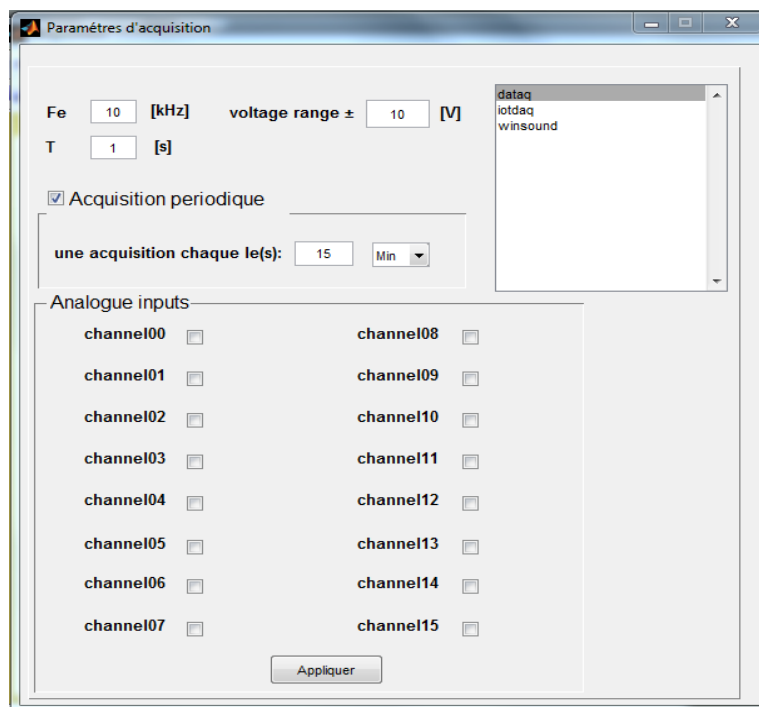 Paramétres d'acquisition
Fe 10 [kHz] voltage range ± 10 [V]
T 1 [s]
dataq
iotdaq
winsound
Acquisition periodique
une acquisition chaque le(s): 15 Min
Analogue inputs
channel00 channel08
channel01 channel09
channel02 channel10
channel03 channel11
channel04 channel12
channel05 channel13
channel06 channel14
channel07 channel15
Appliquer